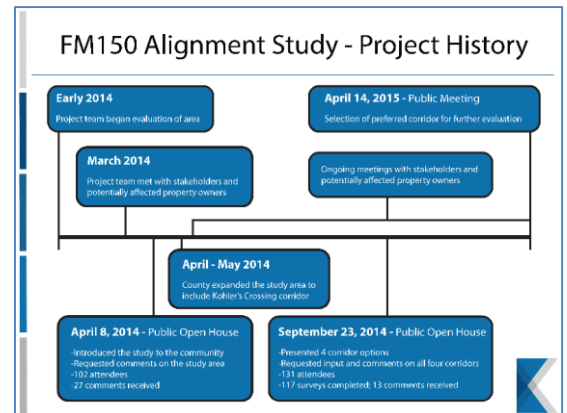 FM150 Alignment Study - Project History
Early 2014
Project team began evaluation of area
April 14, 2015 - Public Meeting
Selection of preferred corridor for further evaluation
March 2014
Project team met with stakeholders and
potentially affected property owners
Ongoing meetings with stakeholders and
potentially affected property owners
April - May 2014
County expanded the study area to
include Kohler's Crossing corridor
April 8, 2014 - Public Open House
-Introduced the study to the community
-Requested comments on the study area
-102 attendees
-27 comments received
September 23, 2014 - Public Open House
-Presented 4 corridor options
-Requested input and comments on all four corridors
-131 attendees
-117 surveys completed; 13 comments received